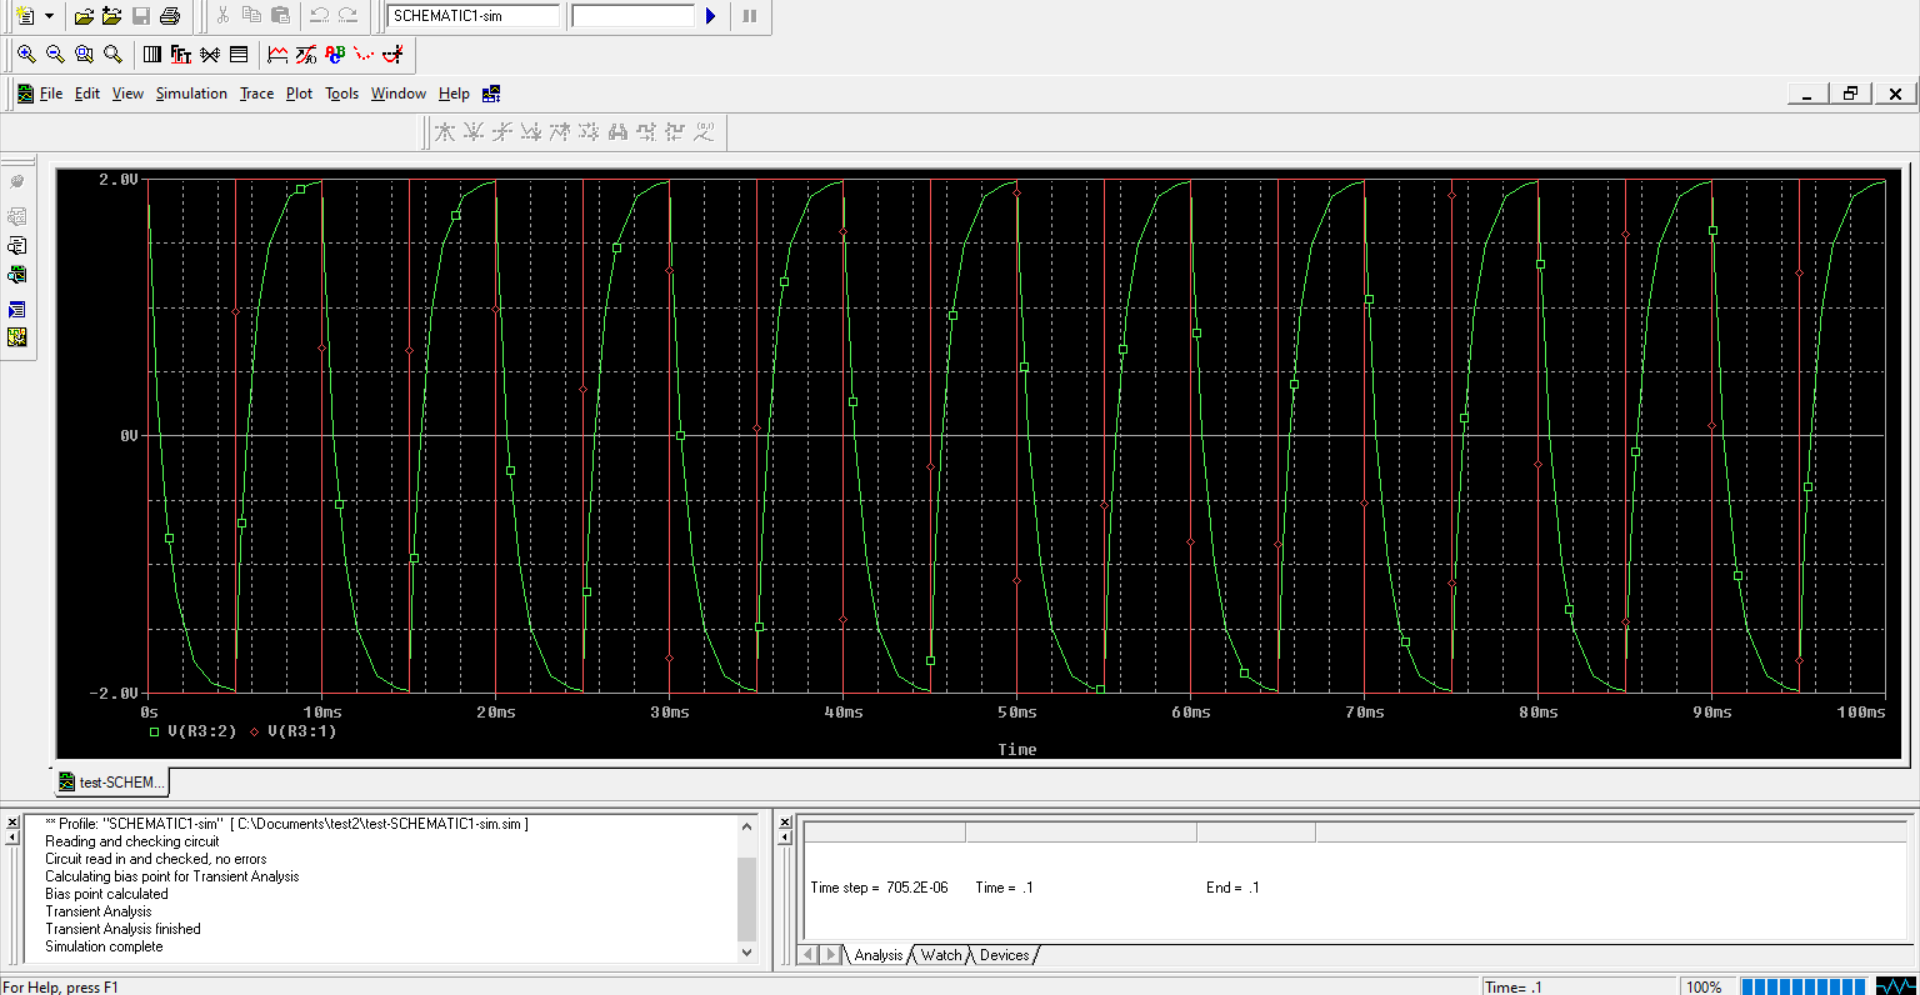 SCHEMATIC1-sim
File Edit View Simulation Trace Plot Tools Window Help
2.0V
0V
-2.0V
0s 10ms 20ms 30ms 40ms 50ms 60ms 70ms 80ms 90ms 100ms
V(R3:2) V(R3:1)
Time
test-SCHEM...
** Profile: "SCHEMATIC1-sim" [ C:\Documents\test2\test-SCHEMATIC1-sim.sim ]
Reading and checking circuit
Circuit read in and checked, no errors
Calculating bias point for Transient Analysis
Bias point calculated
Transient Analysis
Transient Analysis finished
Simulation complete
Time step = 705.2E-06 Time = .1 End = .1
Analysis Watch Devices
For Help, press F1 Time= .1 100%